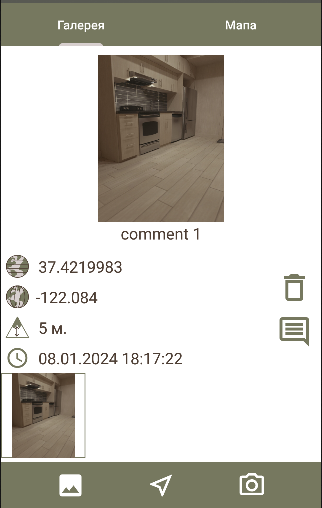 Галерея
Мапа
comment 1
37.4219983
-122.084
5 м.
08.01.2024 18:17:22